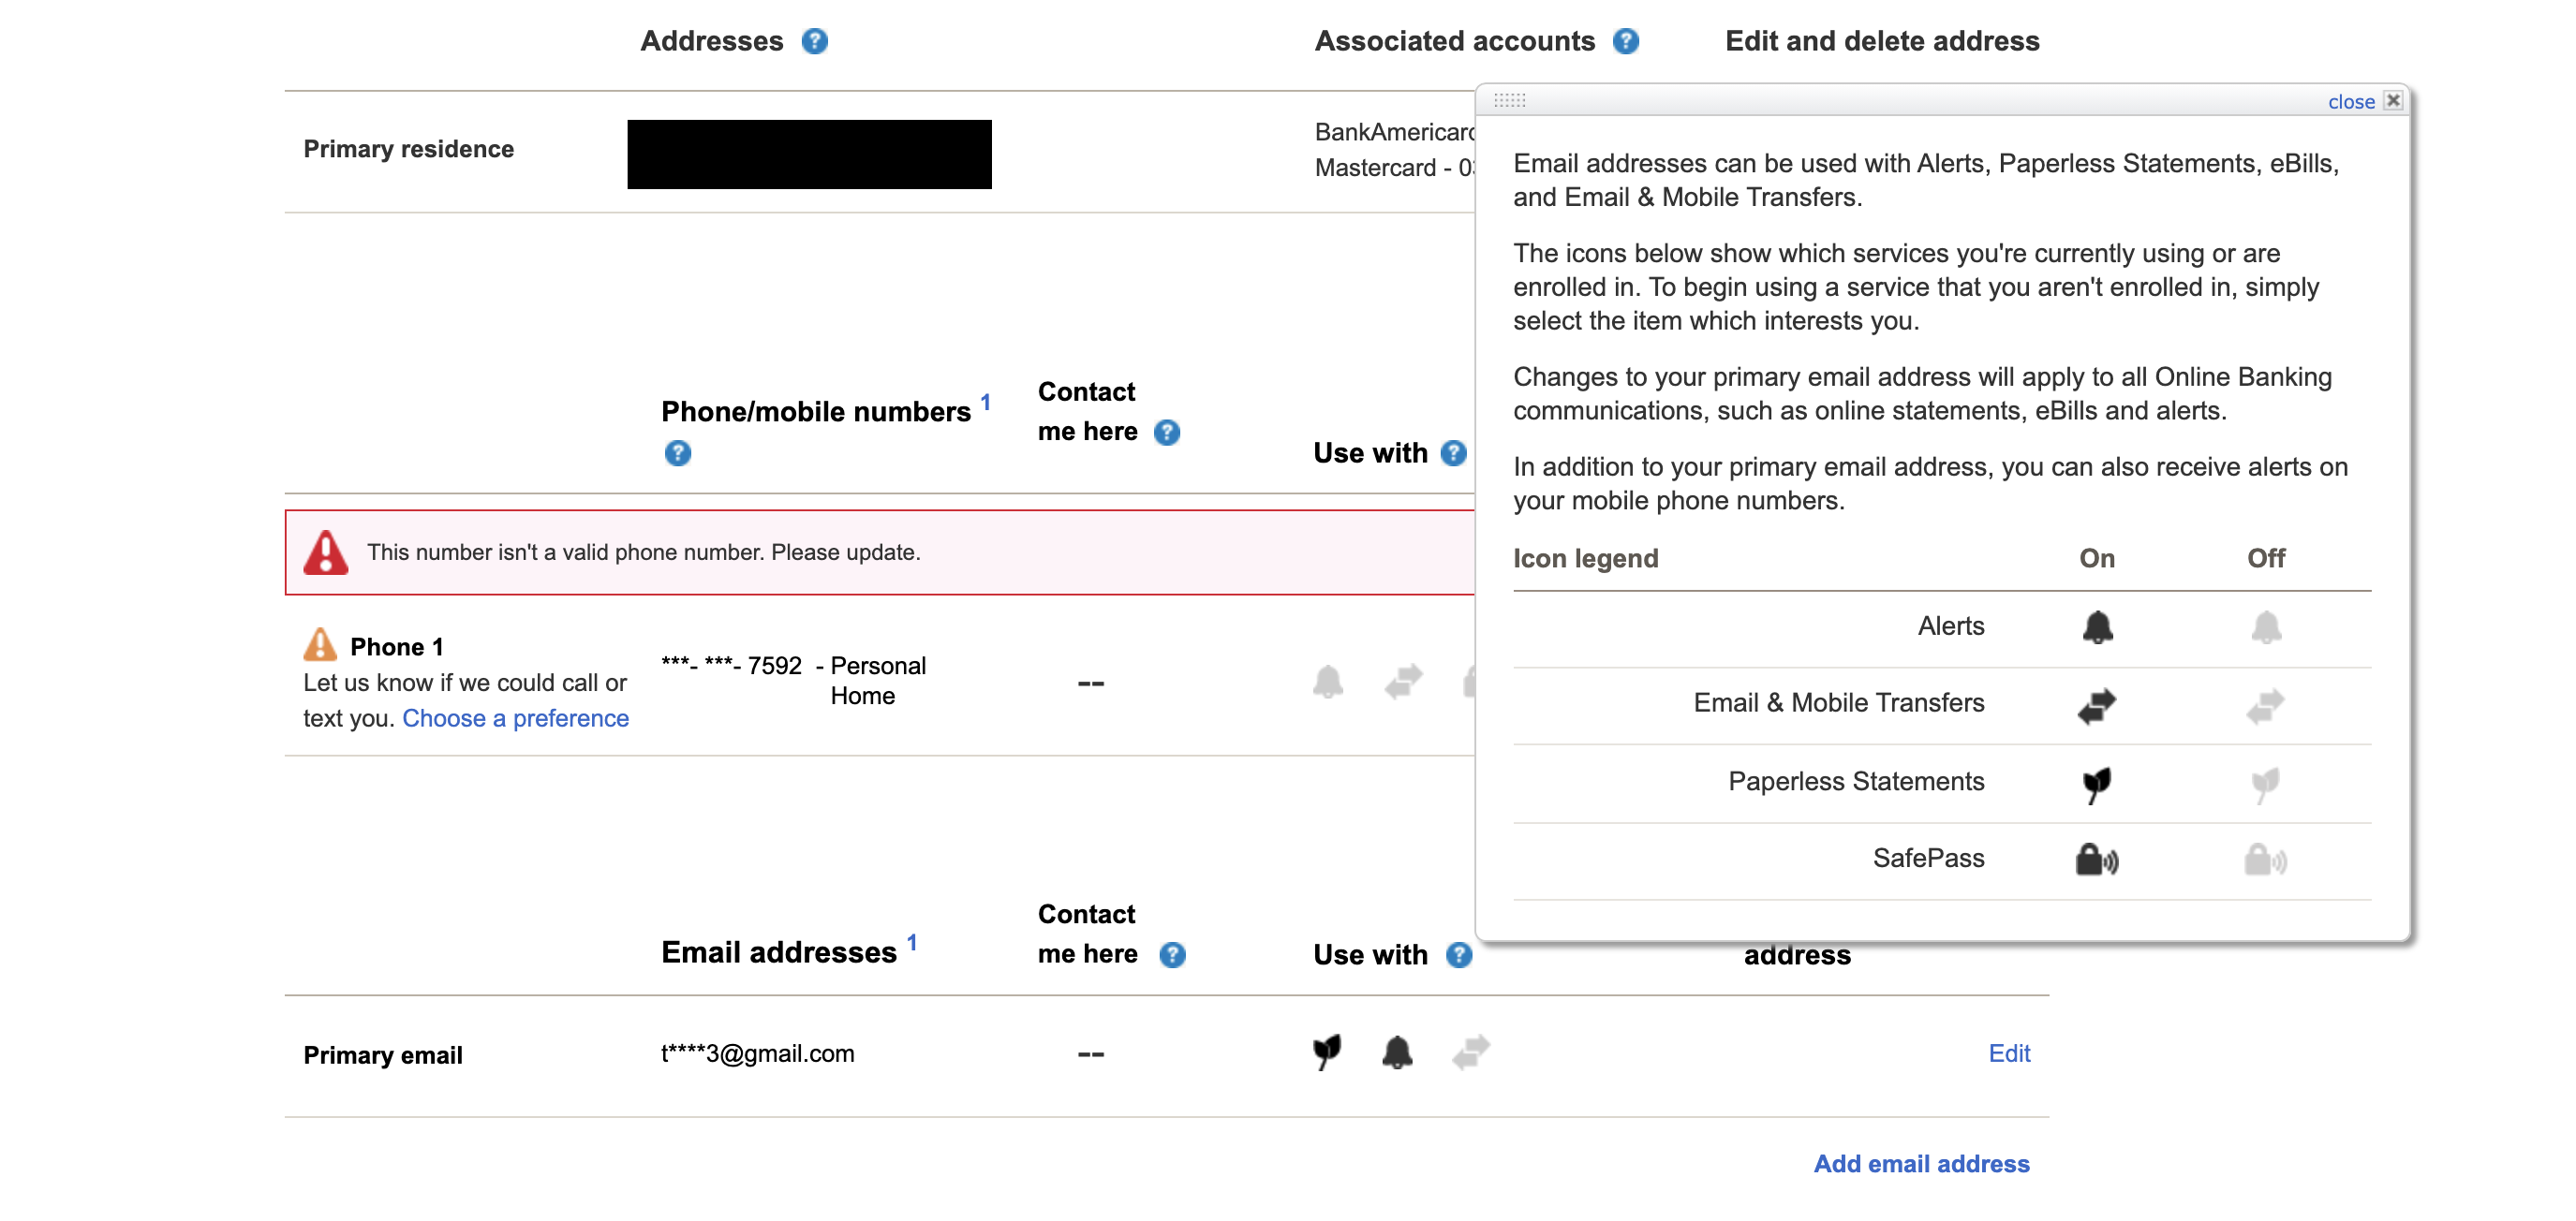 Addresses
Associated accounts
Edit and delete address
close
Primary residence
BankAmericard
Mastercard -
Email addresses can be used with Alerts, Paperless Statements, eBills,
and Email & Mobile Transfers.
The icons below show which services you're currently using or are
enrolled in. To begin using a service that you aren't enrolled in, simply
select the item which interests you.
Changes to your primary email address will apply to all Online Banking
communications, such as online statements, eBills and alerts.
In addition to your primary email address, you can also receive alerts on
your mobile phone numbers.
Icon legend On Off
Alerts
Email & Mobile Transfers
Paperless Statements
SafePass
Phone/mobile numbers 1
Contact
me here
Use with
This number isn't a valid phone number. Please update.
Phone 1
Let us know if we could call or
text you. Choose a preference
***- ***- 7592 - Personal
Home
--
Email addresses 1
Contact
me here
Use with
address
Primary email
t****3@gmail.com
--
Edit
Add email address